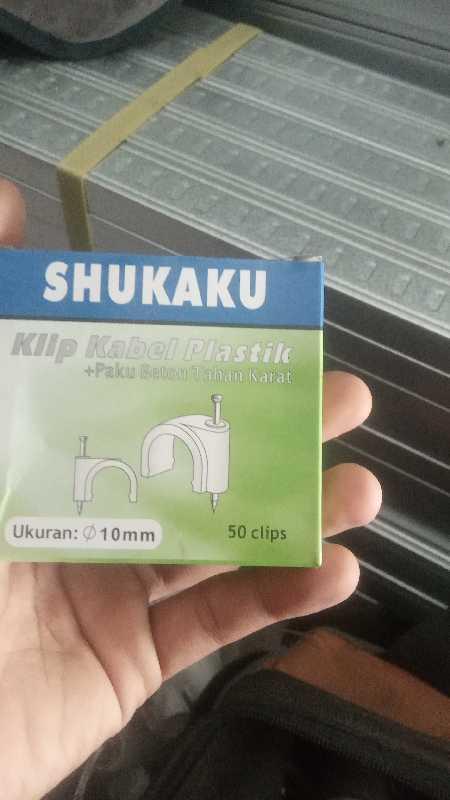 SHUKAKU
Klip Kabel Plastik
+Paku Beton Tahan Karat
Ukuran: Ø 10mm
50 clips